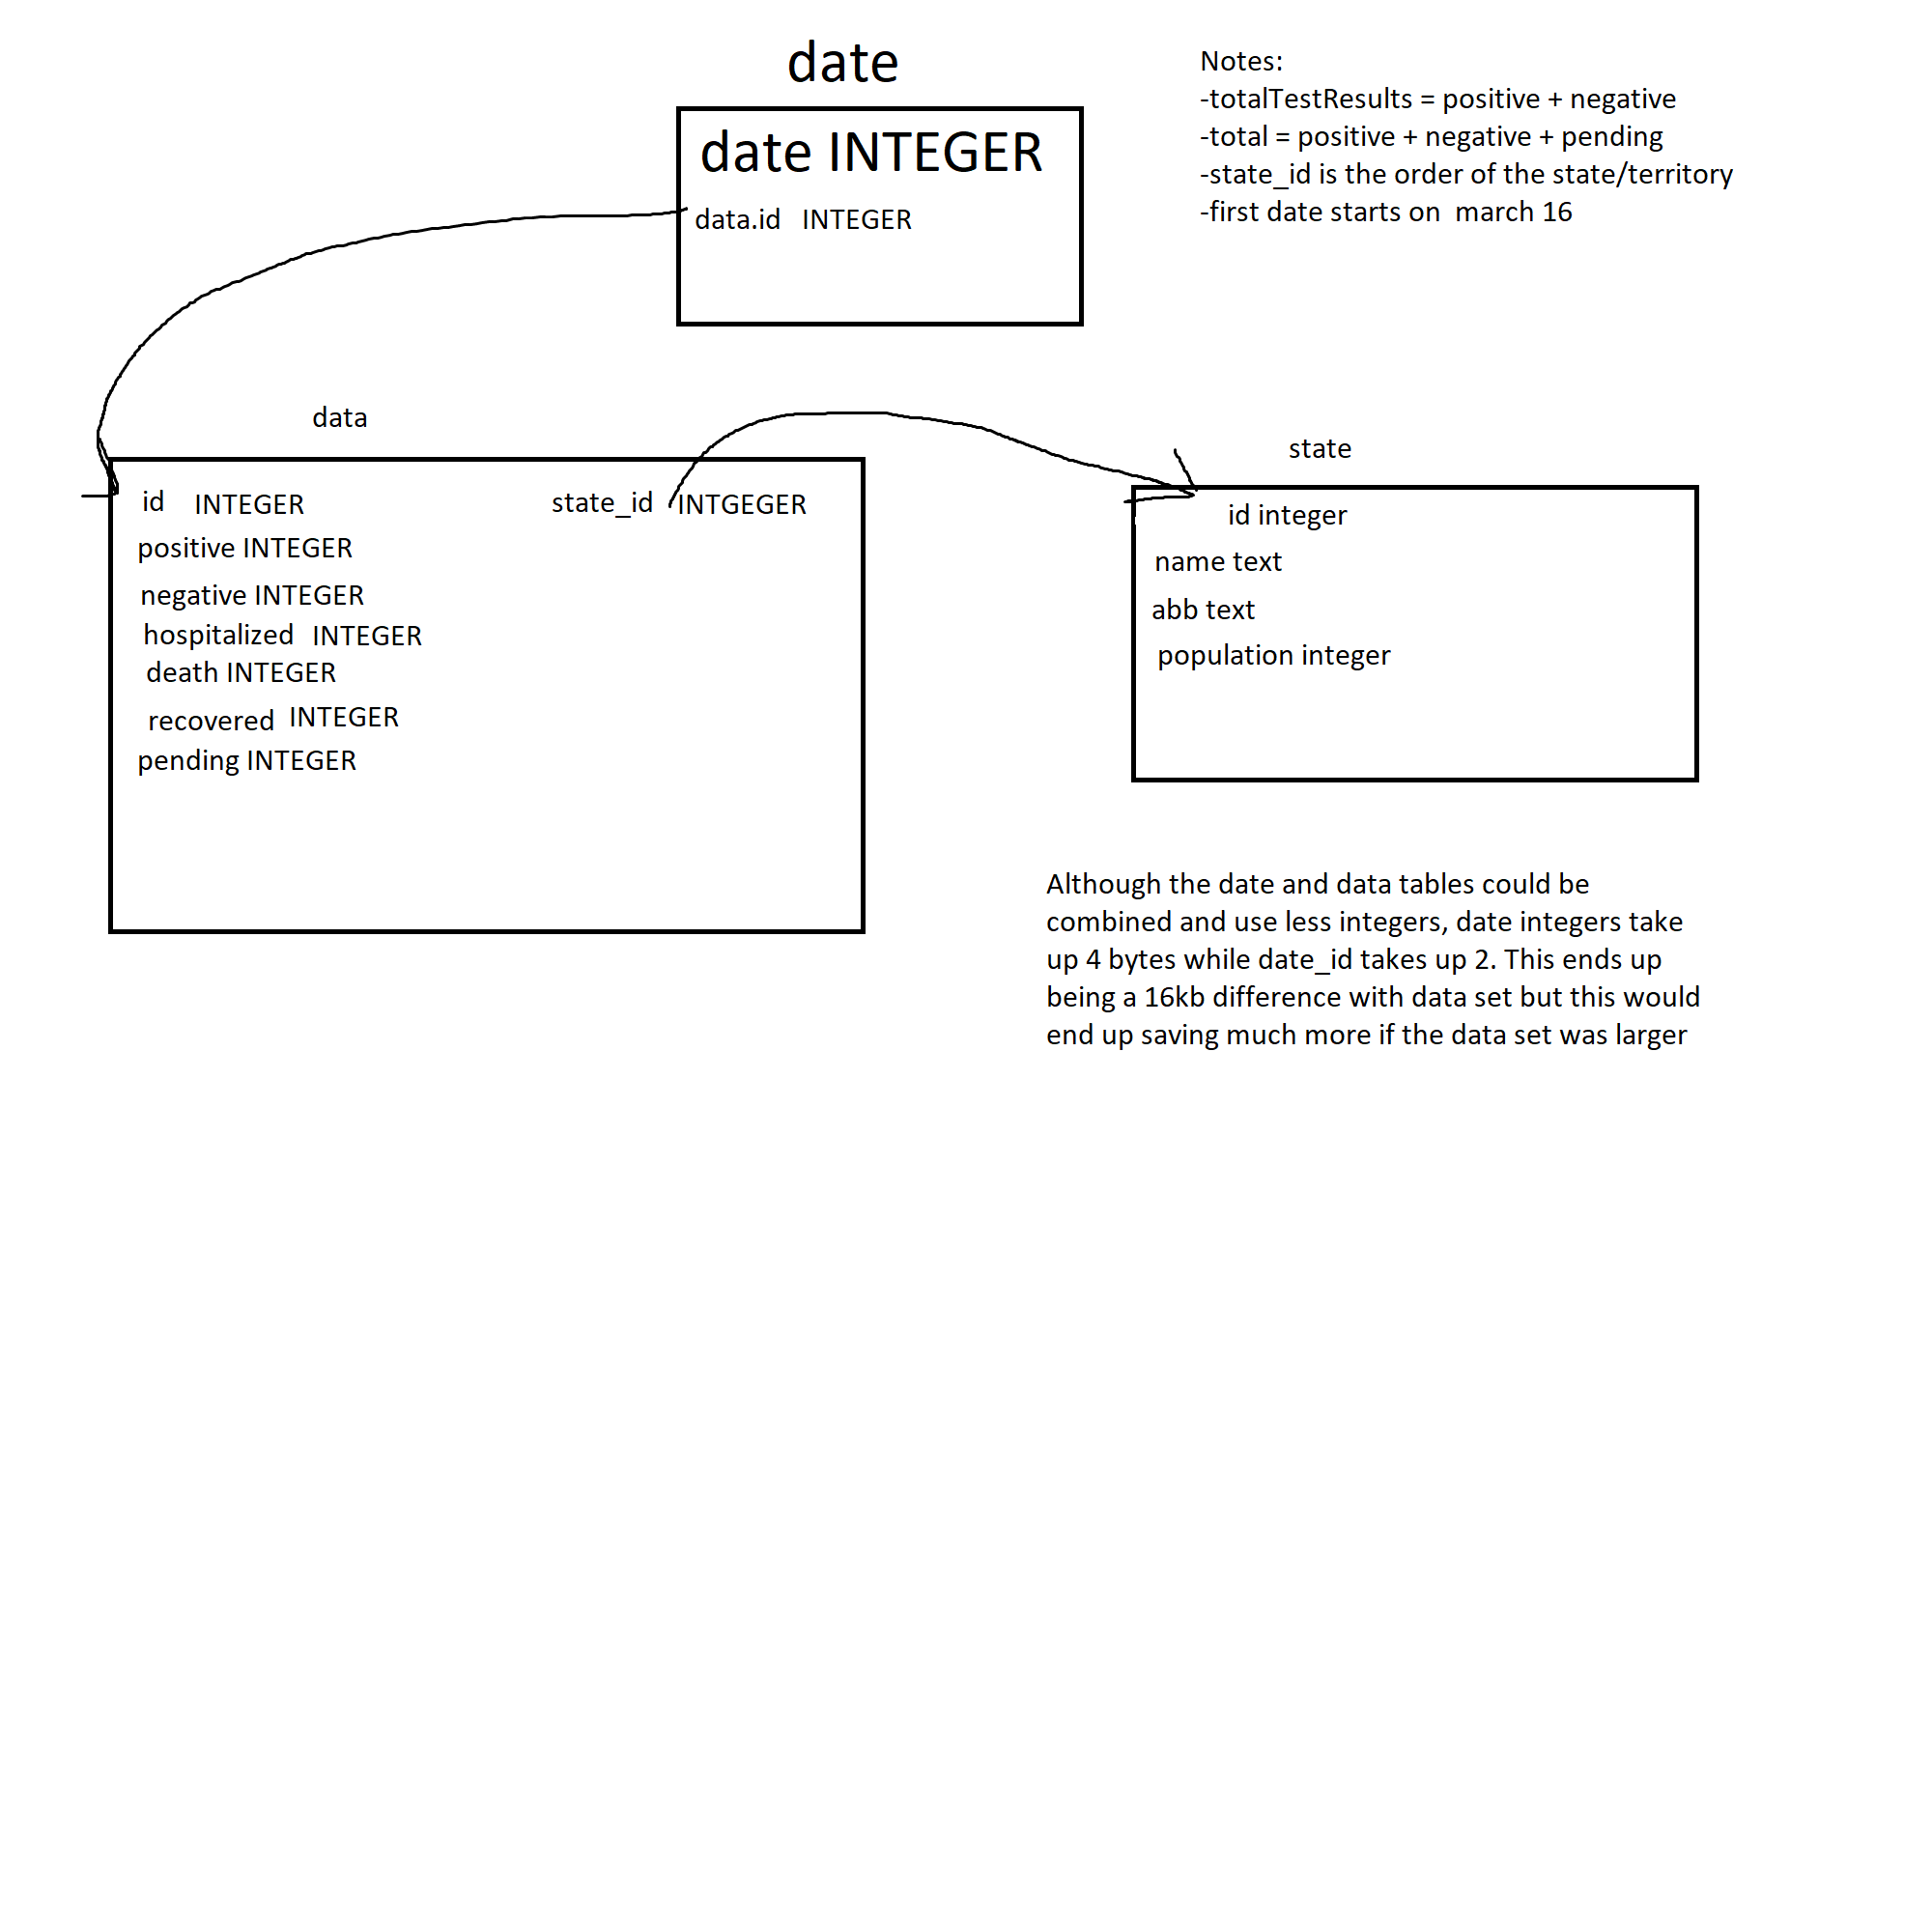 date
date INTEGER
data.id INTEGER
Notes:
-totalTestResults = positive + negative
-total = positive + negative + pending
-state_id is the order of the state/territory
-first date starts on march 16
data
id INTEGER state_id INTGEGER
positive INTEGER
negative INTEGER
hospitalized INTEGER
death INTEGER
recovered INTEGER
pending INTEGER
state
id integer
name text
abb text
population integer
Although the date and data tables could be
combined and use less integers, date integers take
up 4 bytes while date_id takes up 2. This ends up
being a 16kb difference with data set but this would
end up saving much more if the data set was larger